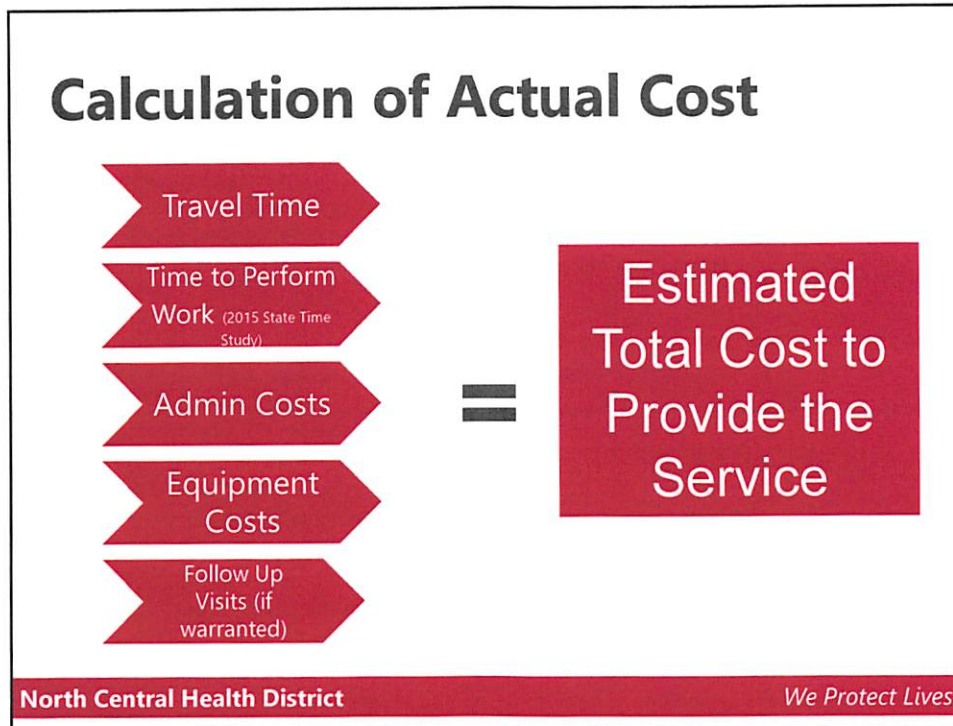 Calculation of Actual Cost
Travel Time
Time to Perform
Work (2015 State Time
Study)
Admin Costs
Equipment
Costs
Follow Up
Visits (if
warranted)
=
Estimated
Total Cost to
Provide the
Service
North Central Health District
We Protect Lives